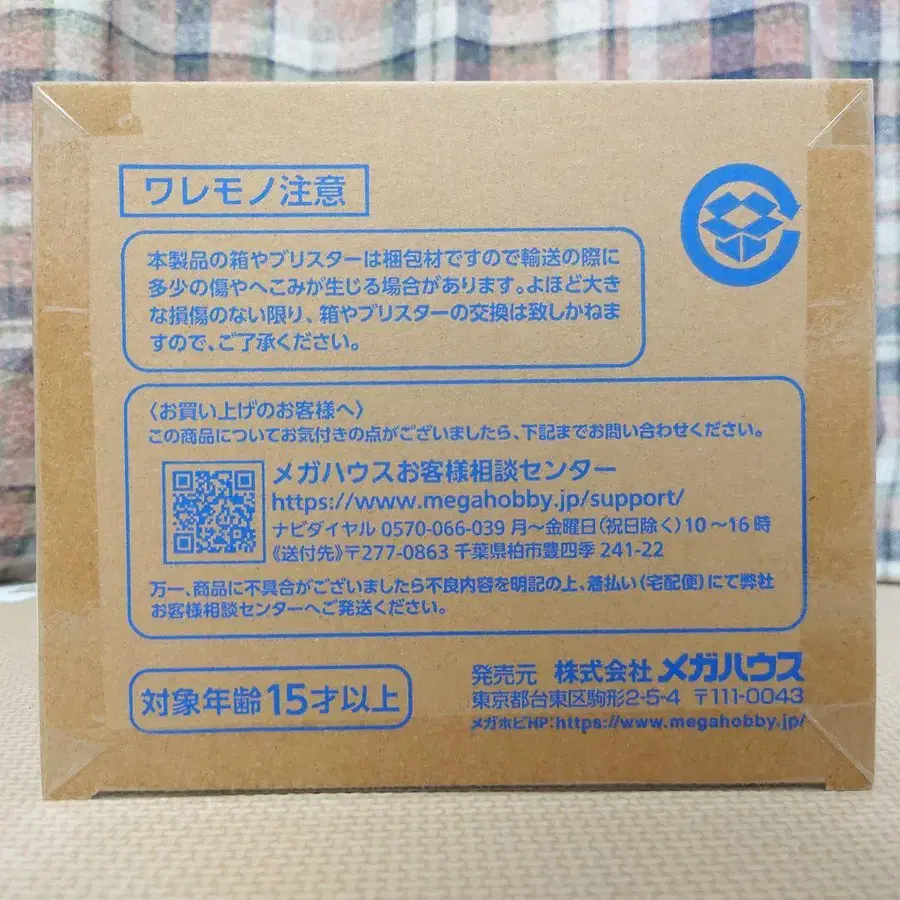 ワレモノ注意
本製品の箱やブリスターは梱包材ですので輸送の際に
多少の傷やへこみが生じる場合があります。よほど大き
な損傷のない限り、箱やブリスターの交換は致しかねま
すので、ご了承ください。
〈お買い上げのお客様へ〉
この商品についてお気付きの点がございましたら、下記までお問い合わせください。
メガハウスお客様相談センター
https://www.megahobby.jp/support/
ナビダイヤル 0570-066-039 月〜金曜日(祝日除く)10〜16時
《送付先》〒277-0863 千葉県柏市豊四季 241-22
万一、商品に不具合がございましたら不良内容を明記の上、着払い(宅配便)にて弊社
お客様相談センターへご発送ください。
対象年齢15才以上
発売元 株式会社 メガハウス
東京都台東区駒形2-5-4 〒111-0043
メガホビHP:https://www.megahobby.jp/